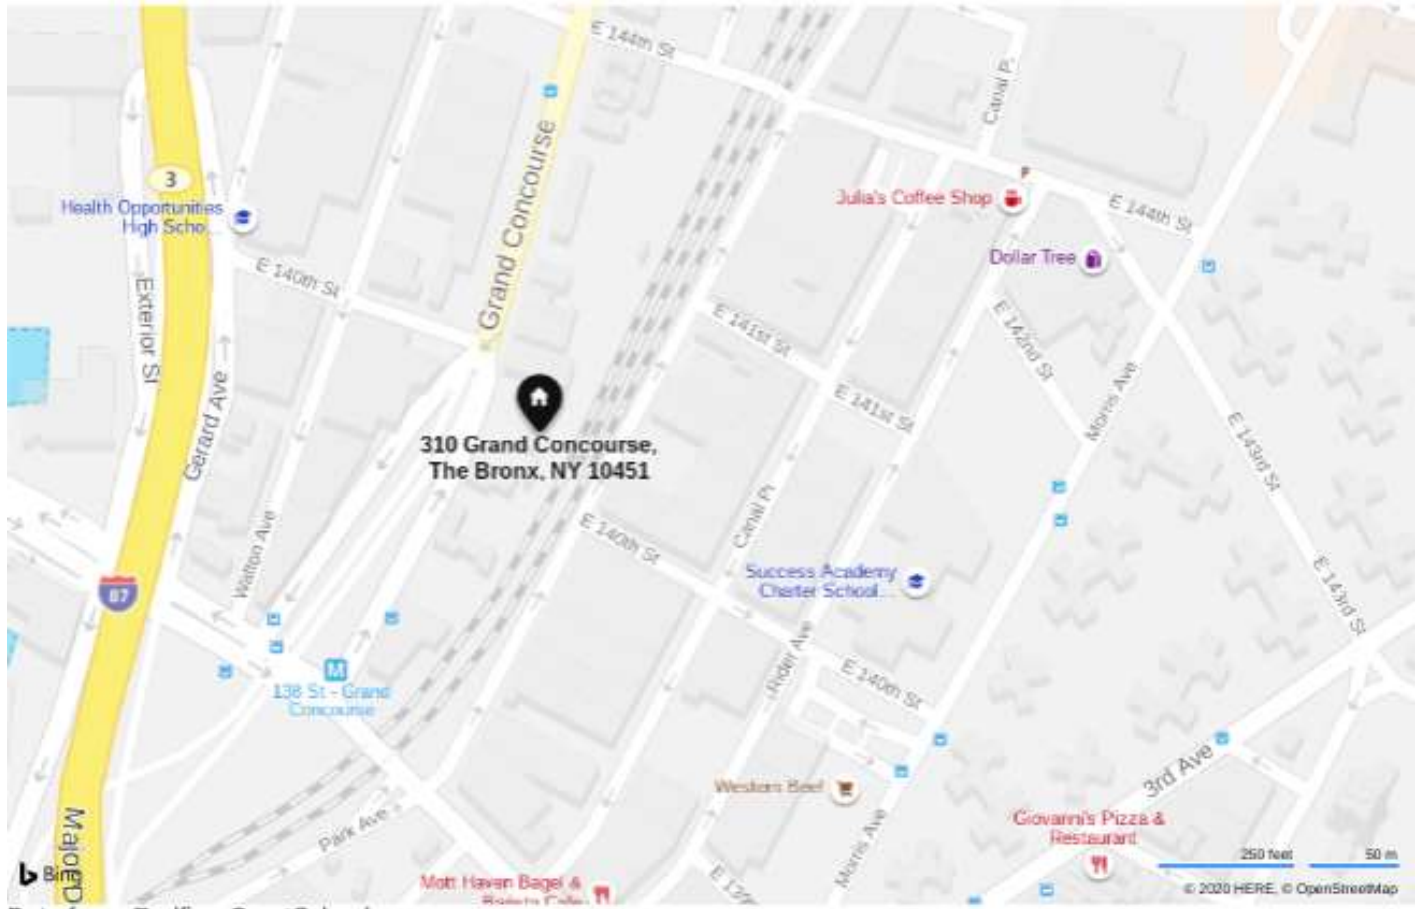 E 144th St
Canal Pl
3
Health Opportunities
High Scho...
Grand Concourse
Julia's Coffee Shop
E 144th St
Dollar Tree
E 140th St
Exterior St
E 141st St
E 142nd St
Gerard Ave
310 Grand Concourse,
The Bronx, NY 10451
E 141st St
Morris Ave
E 143rd St
Walton Ave
Canal Pl
E 140th St
87
Success Academy
Charter School...
E 143rd St
M
138 St - Grand
Concourse
Rider Ave
E 140th St
3rd Ave
Western Beef
Park Ave
Morris Ave
Giovanni's Pizza &
Restaurant
250 feet
50 m
Bing
Mott Haven Bagel &
Barista Cafe
© 2020 HERE, © OpenStreetMap